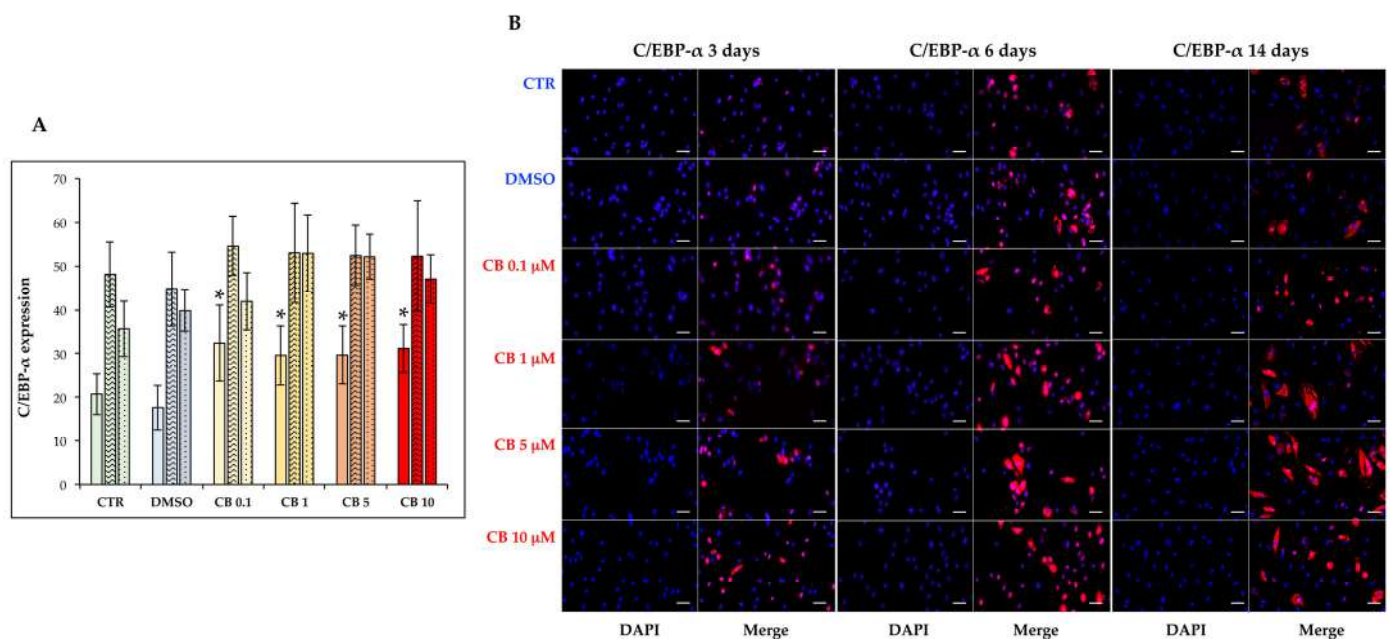 A
C/EBP-α expression
70
60
50
40
30
20
10
0
*
*
*
*
CTR
DMSO
CB 0.1
CB 1
CB 5
CB 10
B
C/EBP-α 3 days
C/EBP-α 6 days
C/EBP-α 14 days
CTR
DMSO
CB 0.1 μM
CB 1 μM
CB 5 μM
CB 10 μM
DAPI
Merge
DAPI
Merge
DAPI
Merge